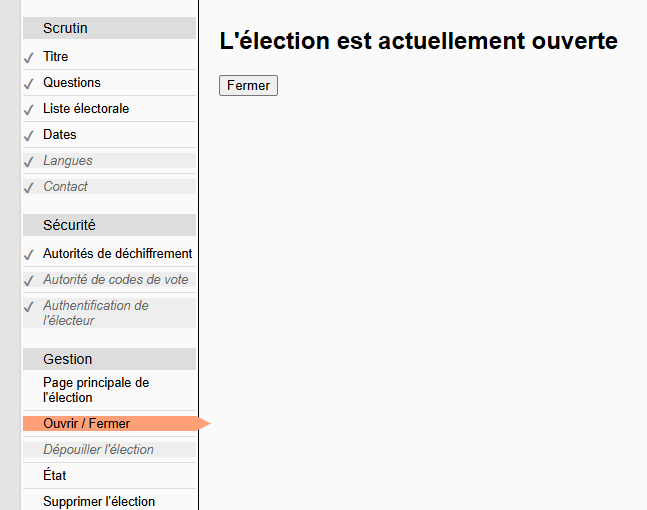 Scrutin
Titre
Questions
Liste électorale
Dates
Langues
Contact
Sécurité
Autorités de déchiffrement
Autorité de codes de vote
Authentification de
l'électeur
Gestion
Page principale de
l'élection
Ouvrir / Fermer
Dépouiller l'élection
État
Supprimer l'élection
L'élection est actuellement ouverte
Fermer